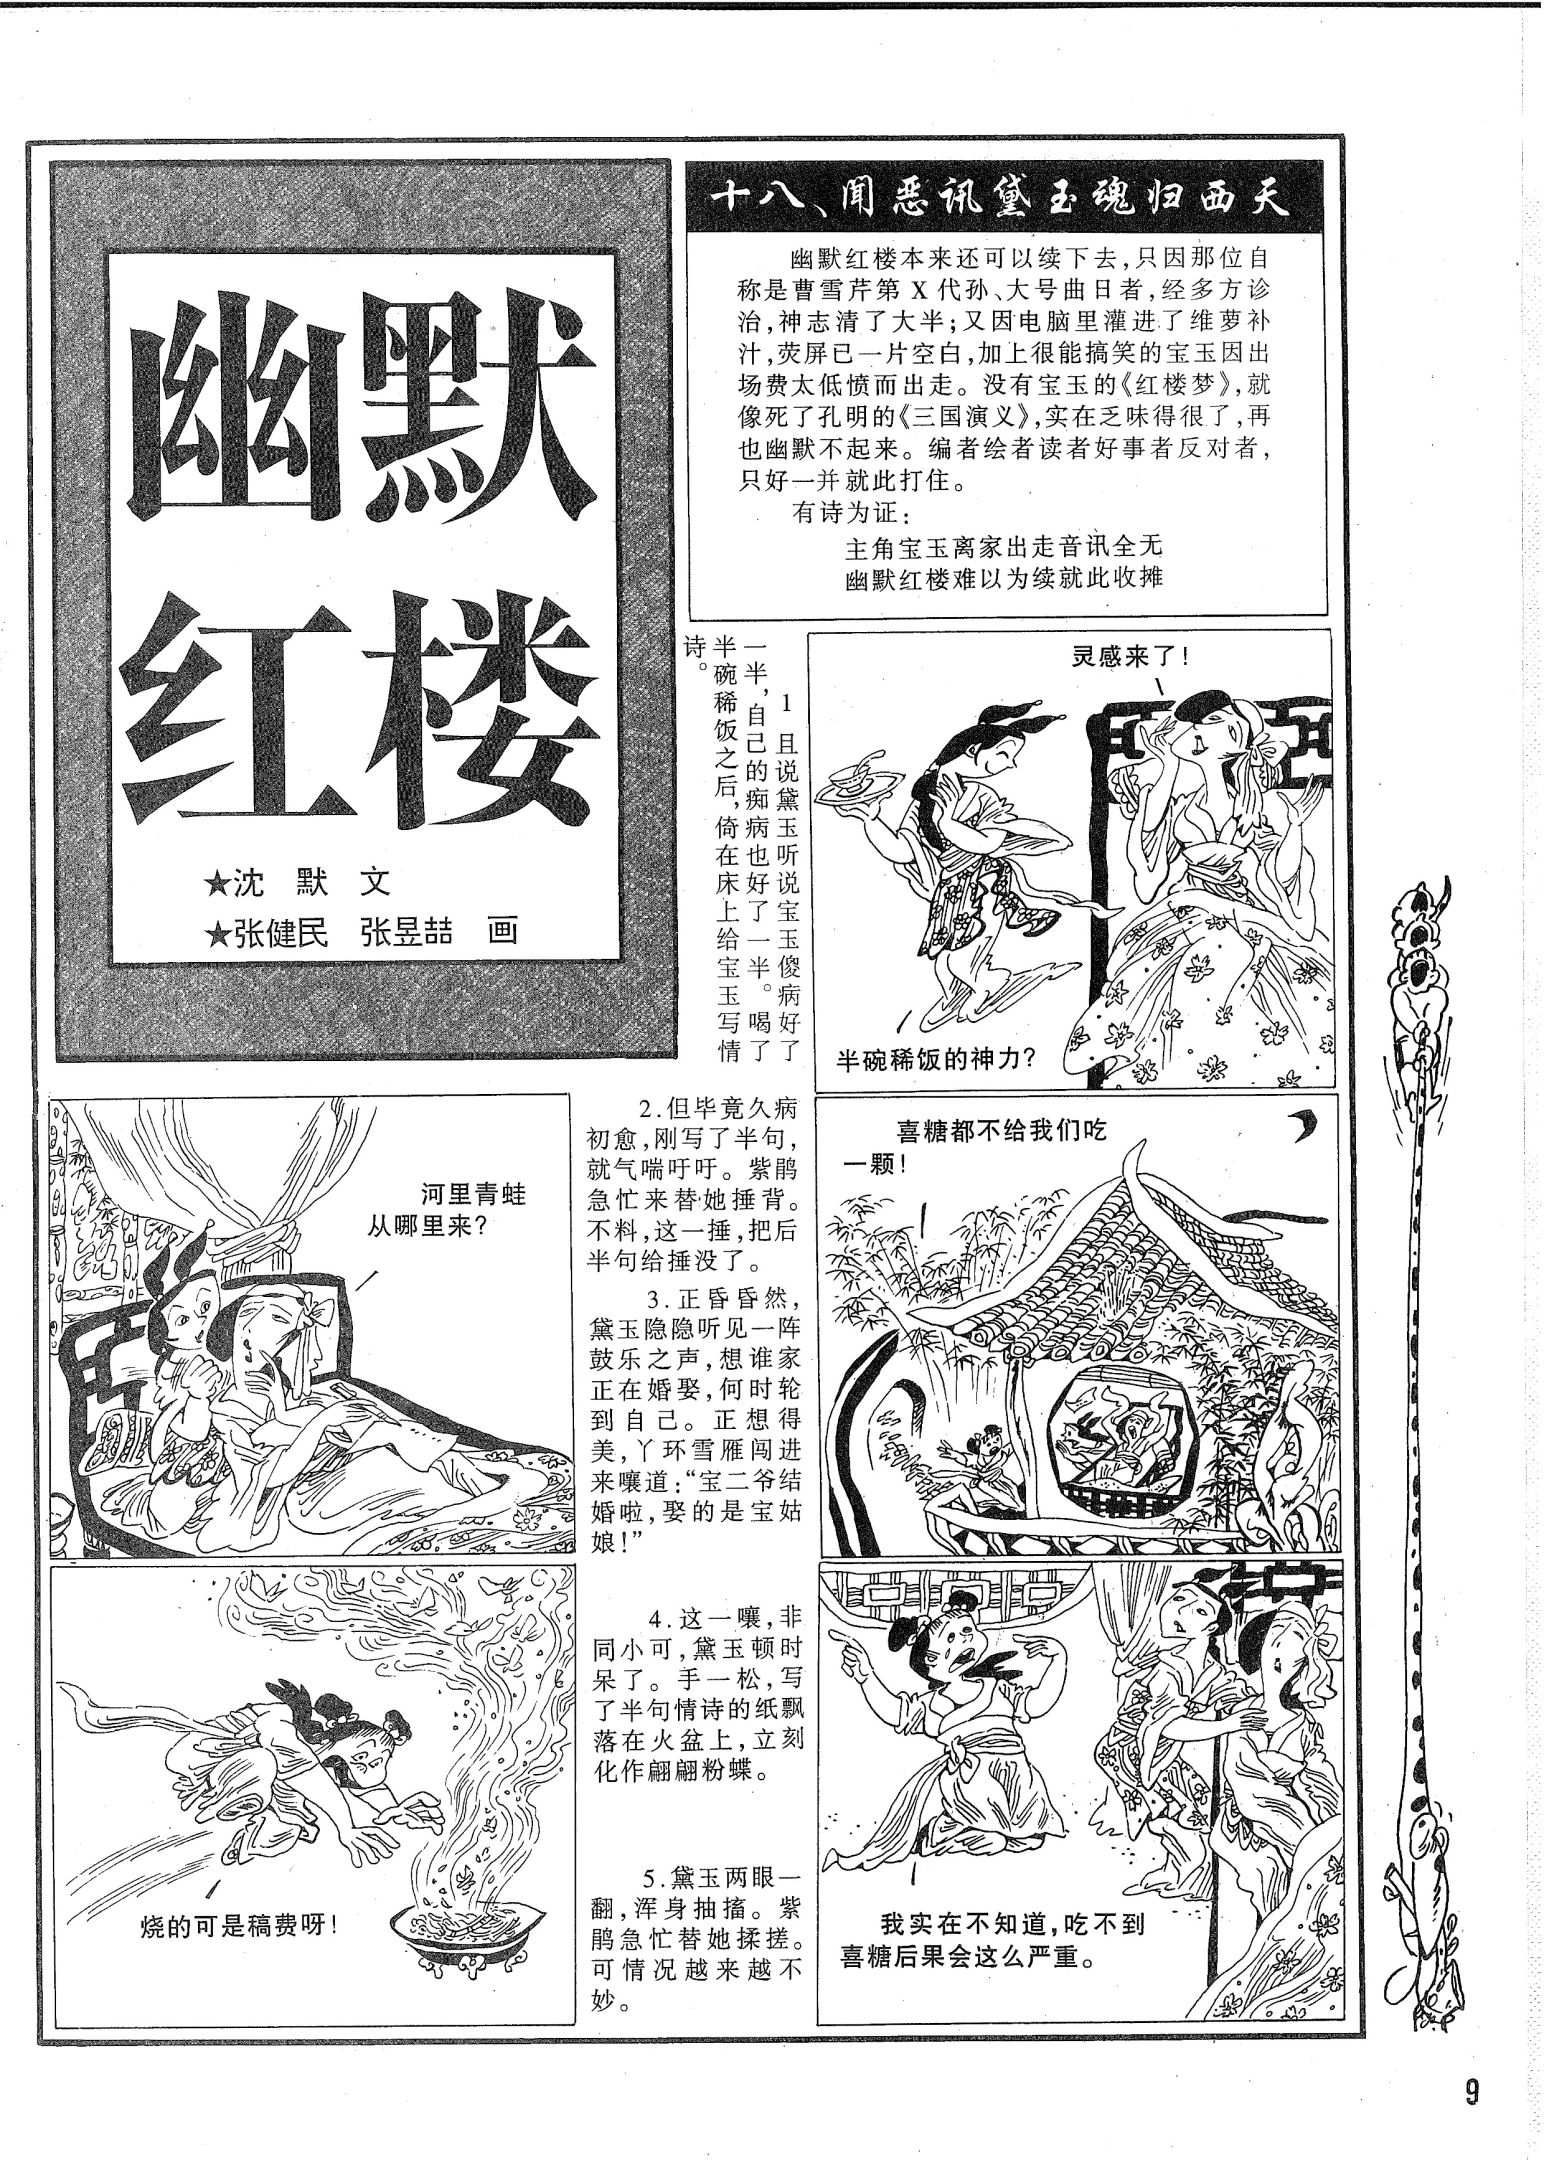 幽默
红楼
★沈 默 文
★张健民 张昱喆 画
十八、闻恶讯黛玉魂归西天
幽默红楼本来还可以续下去,只因那位自
称是曹雪芹第 X 代孙、大号曲日者,经多方诊
治,神志清了大半;又因电脑里灌进了维萝补
汁,荧屏已一片空白,加上很能搞笑的宝玉因出
场费太低愤而出走。没有宝玉的《红楼梦》,就
像死了孔明的《三国演义》,实在乏味得很了,再
也幽默不起来。编者绘者读者好事者反对者,
只好一并就此打住。
有诗为证:
主角宝玉离家出走音讯全无
幽默红楼难以为续就此收摊
1 且说黛玉听说宝玉傻病好了
一半,自己的痴病也好了一半。喝了
半碗稀饭之后,倚在床上给宝玉写情
诗。
灵感来了!
半碗稀饭的神力?
河里青蛙
从哪里来?
2.但毕竟久病
初愈,刚写了半句,
就气喘吁吁。紫鹃
急忙来替她捶背。
不料,这一捶,把后
半句给捶没了。
3.正昏昏然,
黛玉隐隐听见一阵
鼓乐之声,想谁家
正在婚娶,何时轮
到自己。正想得
美,丫环雪雁闯进
来嚷道:“宝二爷结
婚啦,娶的是宝姑
娘!”
喜糖都不给我们吃
一颗!
4.这一嚷,非
同小可,黛玉顿时
呆了。手一松,写
了半句情诗的纸飘
落在火盆上,立刻
化作翩翩粉蝶。
烧的可是稿费呀!
5.黛玉两眼一
翻,浑身抽搐。紫
鹃急忙替她揉搓。
可情况越来越不
妙。
我实在不知道,吃不到
喜糖后果会这么严重。
9